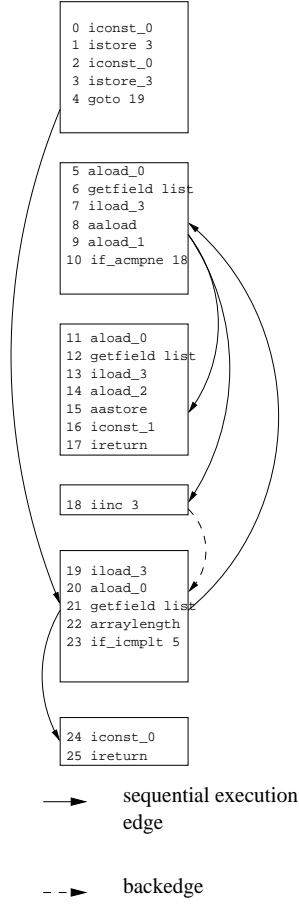 0 iconst_0
1 istore 3
2 iconst_0
3 istore_3
4 goto 19
5 aload_0
6 getfield list
7 iload_3
8 aaload
9 aload_1
10 if_acmpne 18
11 aload_0
12 getfield list
13 iload_3
14 aload_2
15 aastore
16 iconst_1
17 ireturn
18 iinc 3
19 iload_3
20 aload_0
21 getfield list
22 arraylength
23 if_icmplt 5
24 iconst_0
25 ireturn
sequential execution
edge
backedge